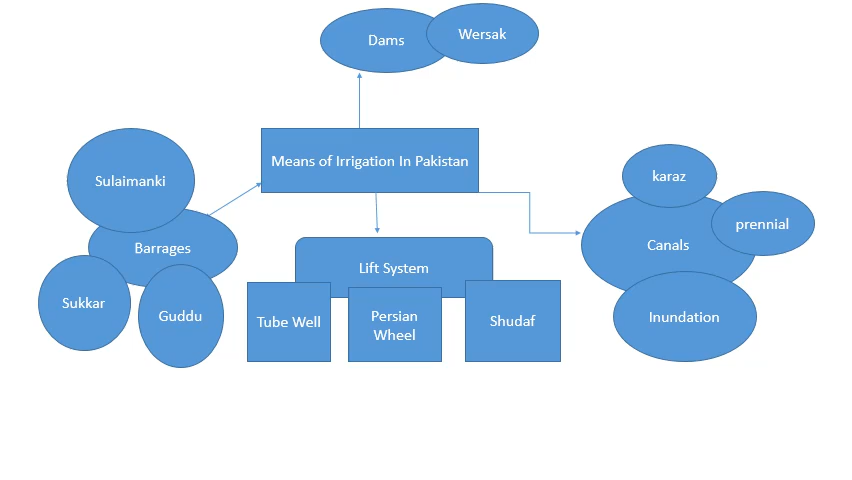 Dams
Wersak
Means of Irrigation In Pakistan
Sulaimanki
Barrages
Sukkar
Guddu
Lift System
Tube Well
Persian
Wheel
Shudaf
karaz
prennial
Canals
Inundation